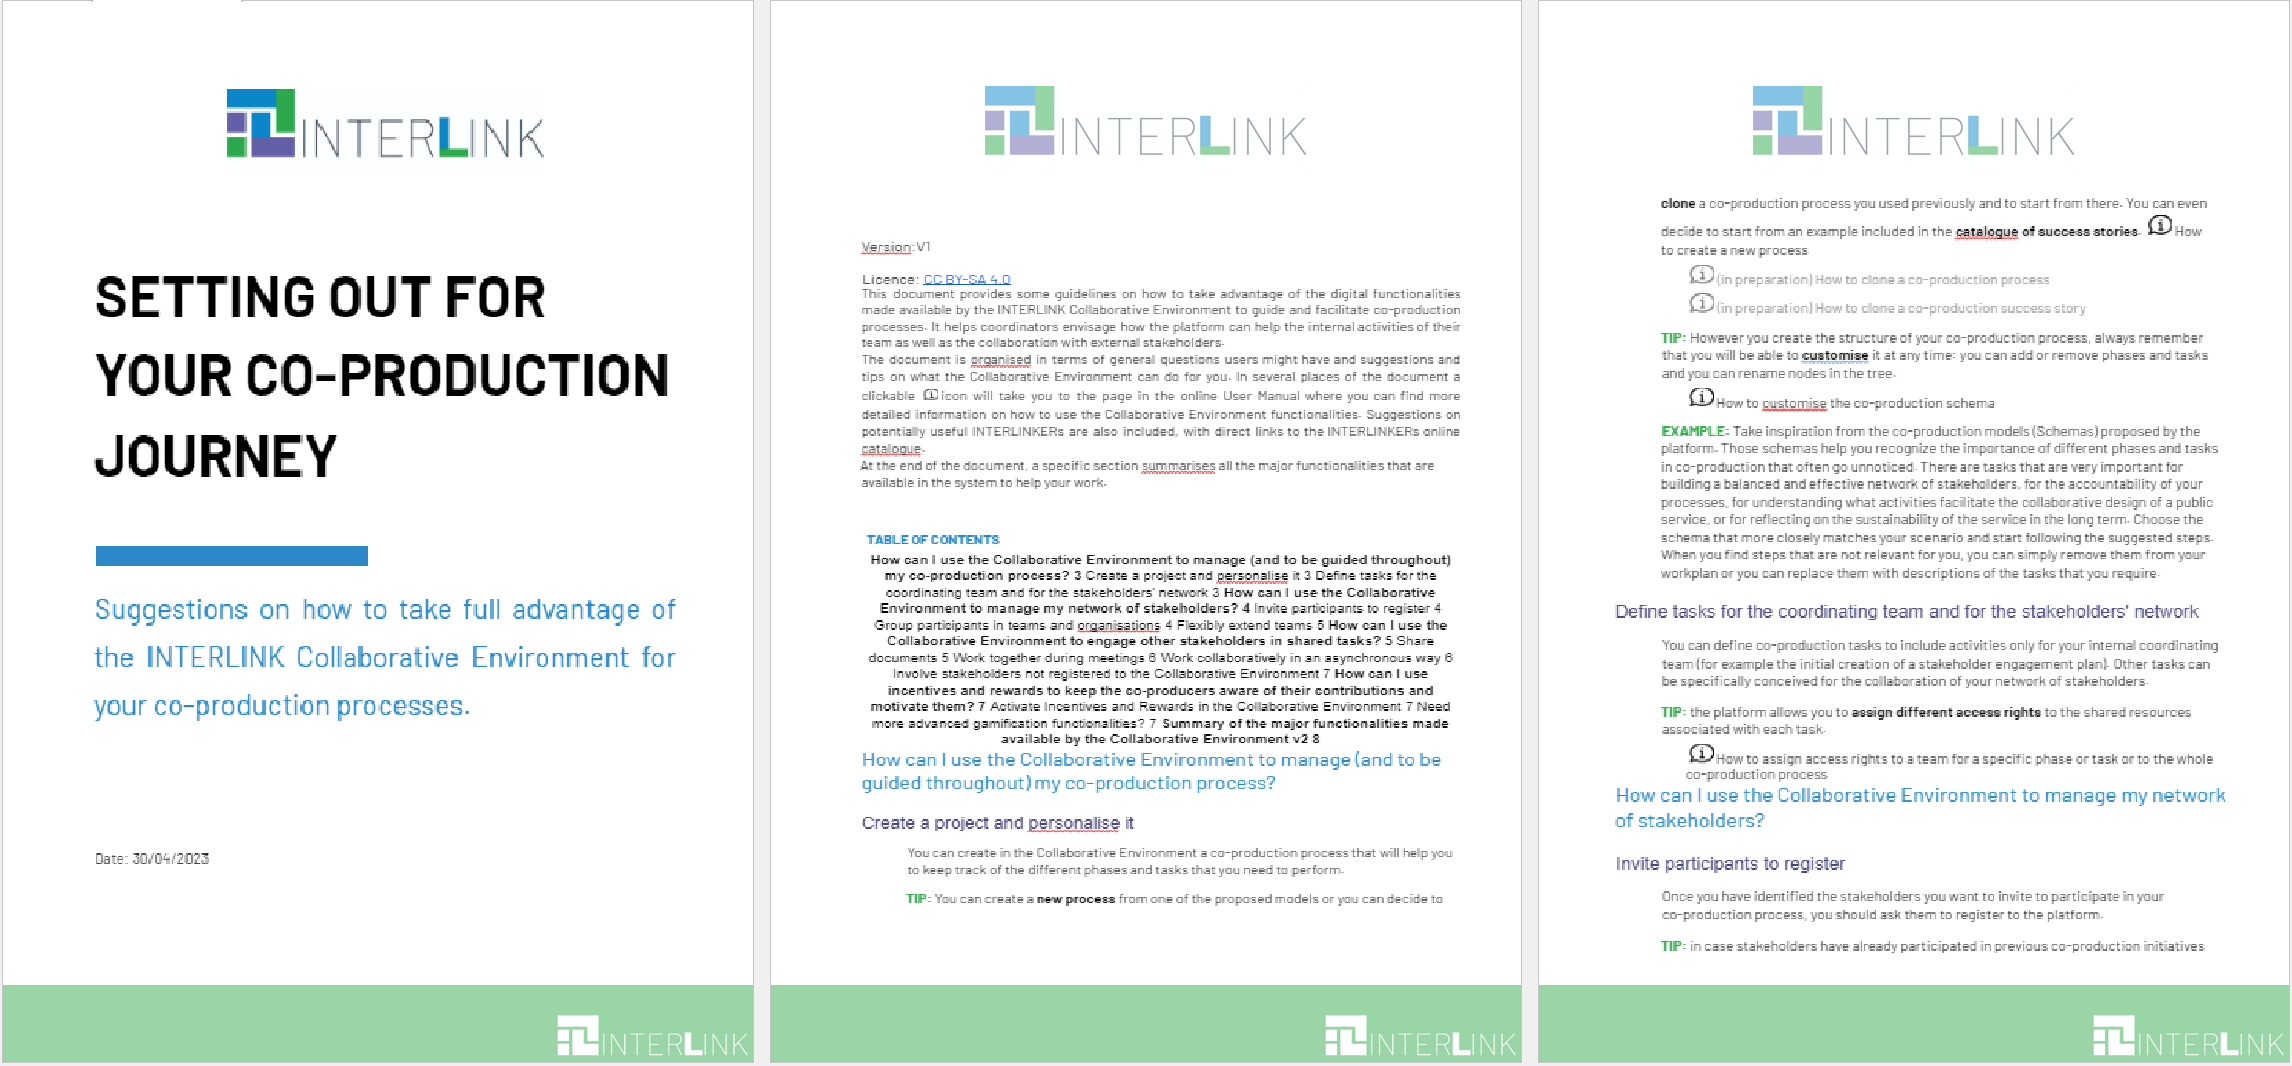 INTERLINK
SETTING OUT FOR
YOUR CO-PRODUCTION
JOURNEY
Suggestions on how to take full advantage of
the INTERLINK Collaborative Environment for
your co-production processes.
Date: 30/04/2023
INTERLINK
INTERLINK
Version: V1
Licence: CC BY-SA 4.0
This document provides some guidelines on how to take advantage of the digital functionalities
made available by the INTERLINK Collaborative Environment to guide and facilitate co-production
processes. It helps coordinators envisage how the platform can help the internal activities of their
team as well as the collaboration with external stakeholders.
The document is organised in terms of general questions users might have and suggestions and
tips on what the Collaborative Environment can do for you. In several places of the document a
clickable icon will take you to the page in the online User Manual where you can find more
detailed information on how to use the Collaborative Environment functionalities. Suggestions on
potentially useful INTERLINKERs are also included, with direct links to the INTERLINKERs online
catalogue.
At the end of the document, a specific section summarises all the major functionalities that are
available in the system to help your work.
TABLE OF CONTENTS
How can I use the Collaborative Environment to manage (and to be guided throughout)
my co-production process? 3 Create a project and personalise it 3 Define tasks for the
coordinating team and for the stakeholders' network 3 How can I use the Collaborative
Environment to manage my network of stakeholders? 4 Invite participants to register 4
Group participants in teams and organisations 4 Flexibly extend teams 5 How can I use the
Collaborative Environment to engage other stakeholders in shared tasks? 5 Share
documents 5 Work together during meetings 6 Work collaboratively in an asynchronous way 6
Involve stakeholders not registered to the Collaborative Environment 7 How can I use
incentives and rewards to keep the co-producers aware of their contributions and
motivate them? 7 Activate Incentives and Rewards in the Collaborative Environment 7 Need
more advanced gamification functionalities? 7 Summary of the major functionalities made
available by the Collaborative Environment v2 8
How can I use the Collaborative Environment to manage (and to be
guided throughout) my co-production process?
Create a project and personalise it
You can create in the Collaborative Environment a co-production process that will help you
to keep track of the different phases and tasks that you need to perform.
TIP: You can create a new process from one of the proposed models or you can decide to
INTERLINK
INTERLINK
clone a co-production process you used previously and to start from there. You can even
decide to start from an example included in the catalogue of success stories. How
to create a new process
(in preparation) How to clone a co-production process
(in preparation) How to clone a co-production success story
TIP: However you create the structure of your co-production process, always remember
that you will be able to customise it at any time: you can add or remove phases and tasks
and you can rename nodes in the tree.
How to customise the co-production schema
EXAMPLE: Take inspiration from the co-production models (Schemas) proposed by the
platform. Those schemas help you recognize the importance of different phases and tasks
in co-production that often go unnoticed. There are tasks that are very important for
building a balanced and effective network of stakeholders, for the accountability of your
processes, for understanding what activities facilitate the collaborative design of a public
service, or for reflecting on the sustainability of the service in the long term. Choose the
schema that more closely matches your scenario and start following the suggested steps.
When you find steps that are not relevant for you, you can simply remove them from your
workplan or you can replace them with descriptions of the tasks that you require.
Define tasks for the coordinating team and for the stakeholders' network
You can define co-production tasks to include activities only for your internal coordinating
team (for example the initial creation of a stakeholder engagement plan). Other tasks can
be specifically conceived for the collaboration of your network of stakeholders.
TIP: the platform allows you to assign different access rights to the shared resources
associated with each task.
How to assign access rights to a team for a specific phase or task or to the whole
co-production process
How can I use the Collaborative Environment to manage my network
of stakeholders?
Invite participants to register
Once you have identified the stakeholders you want to invite to participate in your
co-production process, you should ask them to register to the platform.
TIP: in case stakeholders have already participated in previous co-production initiatives
INTERLINK